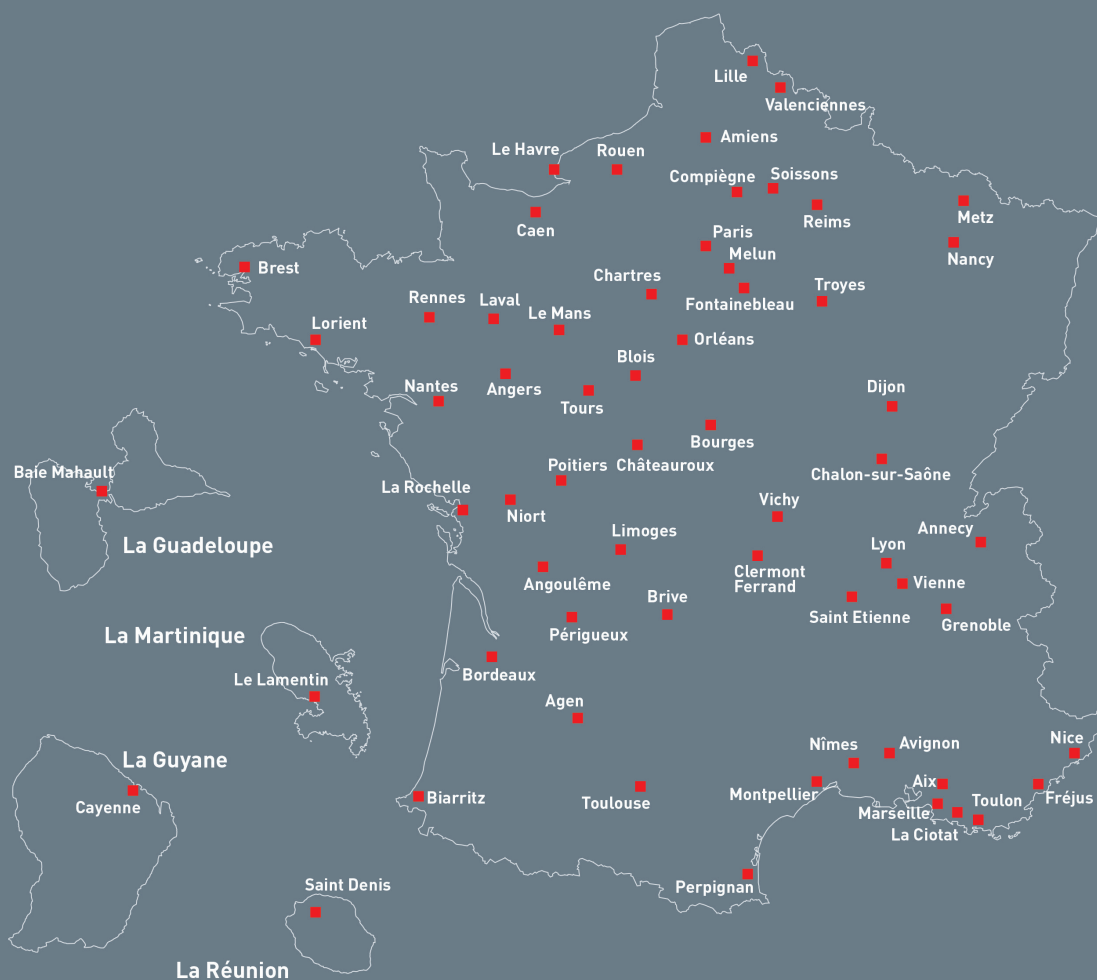 Lille
Valenciennes
Amiens
Le Havre
Rouen
Compiègne
Soissons
Reims
Metz
Caen
Paris
Melun
Nancy
Brest
Chartres
Fontainebleau
Troyes
Rennes
Laval
Le Mans
Lorient
Orléans
Blois
Nantes
Angers
Tours
Dijon
Bourges
Châteauroux
Chalon-sur-Saône
Baie Mahault
Poitiers
La Rochelle
Niort
Vichy
Annecy
La Guadeloupe
Limoges
Lyon
Angoulême
Clermont
Ferrand
Vienne
Brive
Saint Etienne
Grenoble
La Martinique
Périgueux
Le Lamentin
Bordeaux
Agen
Nîmes
Avignon
Nice
La Guyane
Cayenne
Biarritz
Toulouse
Montpellier
Aix
Toulon
Fréjus
Marseille
La Ciotat
Perpignan
Saint Denis
La Réunion